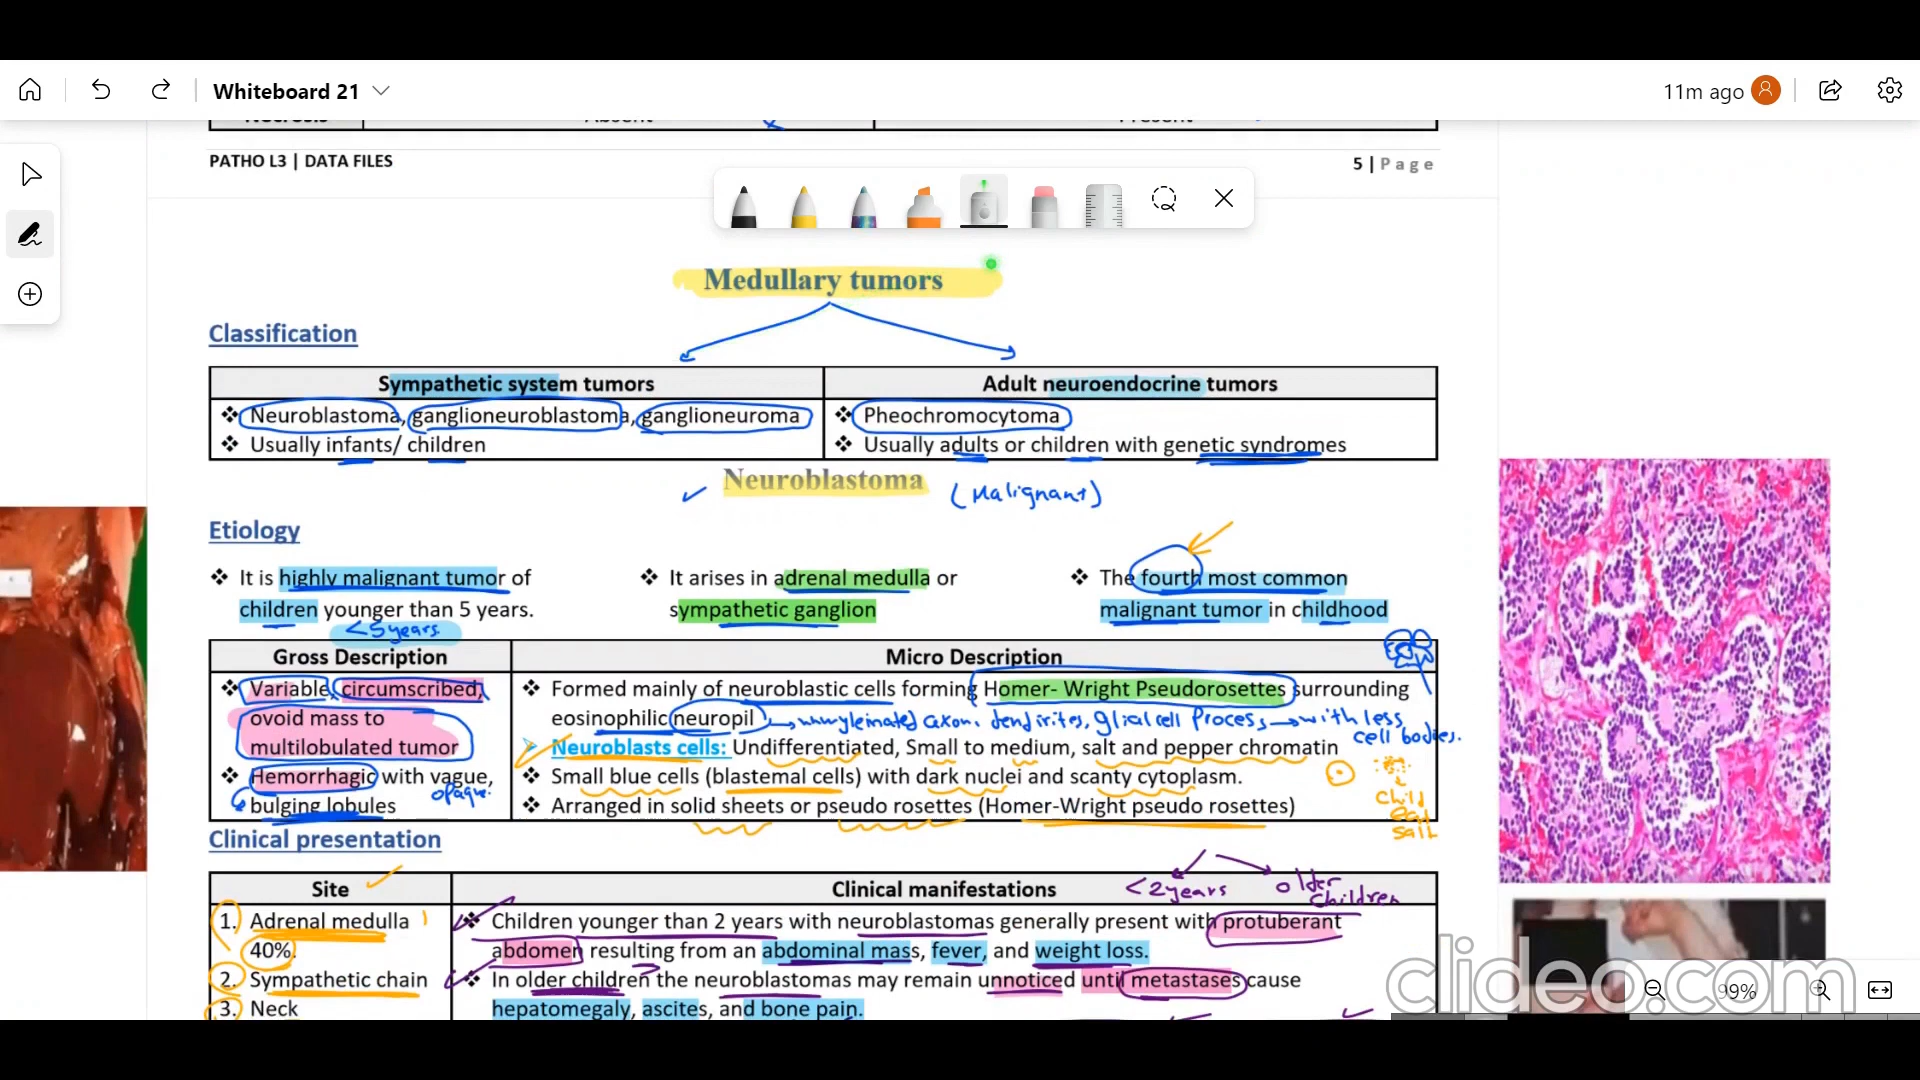 Whiteboard 21
11m ago
Necrosis Absent Present
PATHO L3 | DATA FILES
5 | Page
Medullary tumors
Classification
Sympathetic system tumors
Adult neuroendocrine tumors
❖ Neuroblastoma, ganglioneuroblastoma, ganglioneuroma
❖ Usually infants/ children
❖ Pheochromocytoma
❖ Usually adults or children with genetic syndromes
Neuroblastoma (Malignant)
Etiology
❖ It is highly malignant tumor of
children younger than 5 years.
<5years
❖ It arises in adrenal medulla or
sympathetic ganglion
❖ The fourth most common
malignant tumor in childhood
Gross Description
Micro Description
❖ Variable, circumscribed,
ovoid mass to
multilobulated tumor
❖ Hemorrhagic with vague,
opaque
bulging lobules
❖ Formed mainly of neuroblastic cells forming Homer- Wright Pseudorosettes surrounding
eosinophilic neuropil
unmyleinated axon, dendirites, glial cell process → with less
cell bodies.
➢ Neuroblasts cells: Undifferentiated, Small to medium, salt and pepper chromatin
❖ Small blue cells (blastemal cells) with dark nuclei and scanty cytoplasm.
❖ Arranged in solid sheets or pseudo rosettes (Homer-Wright pseudo rosettes)
child
eat
salt
Clinical presentation
Site
Clinical manifestations
<2years
older
children
1. Adrenal medulla
40%.
2. Sympathetic chain
3. Neck
❖ Children younger than 2 years with neuroblastomas generally present with protuberant
abdomen resulting from an abdominal mass, fever, and weight loss.
❖ In older children the neuroblastomas may remain unnoticed until metastases cause
hepatomegaly, ascites, and bone pain.
clideo.com
99%